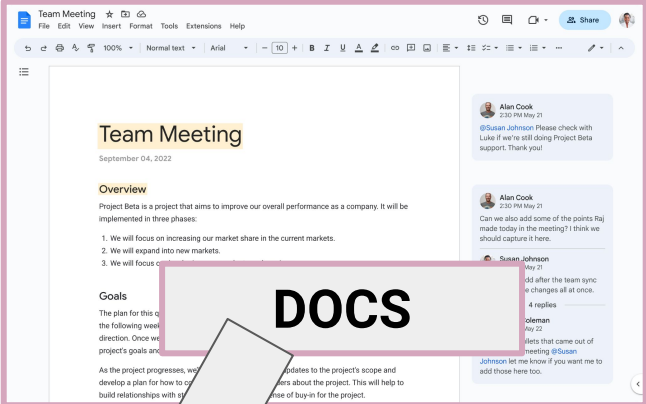 Team Meeting
File Edit View Insert Format Tools Extensions Help
Share
100% Normal text Arial 10 B I U A
Team Meeting
September 04, 2022
Overview
Project Beta is a project that aims to improve our overall performance as a company. It will be
implemented in three phases:
1. We will focus on increasing our market share in the current markets.
2. We will expand into new markets.
3. We will focus
Goals
The plan for this
the following
direction. Once we
project's goals
As the project progresses, updates to the project's scope and
develop a plan for how to about the project. This will help to
build relationships with of buy-in for the project.
DOCS
Alan Cook
2:30 PM May 21
@Susan Johnson Please check with
Luke if we're still doing Project Beta
support. Thank you!
Alan Cook
2:30 PM May 21
Can we also add some of the points Raj
made today in the meeting? I think we
should capture it here.
Susan Johnson
May 21
after the team sync
changes all at once.
4 replies
May 22
that came out of
meeting @Susan
Johnson let me know if you want me to
add those here too.